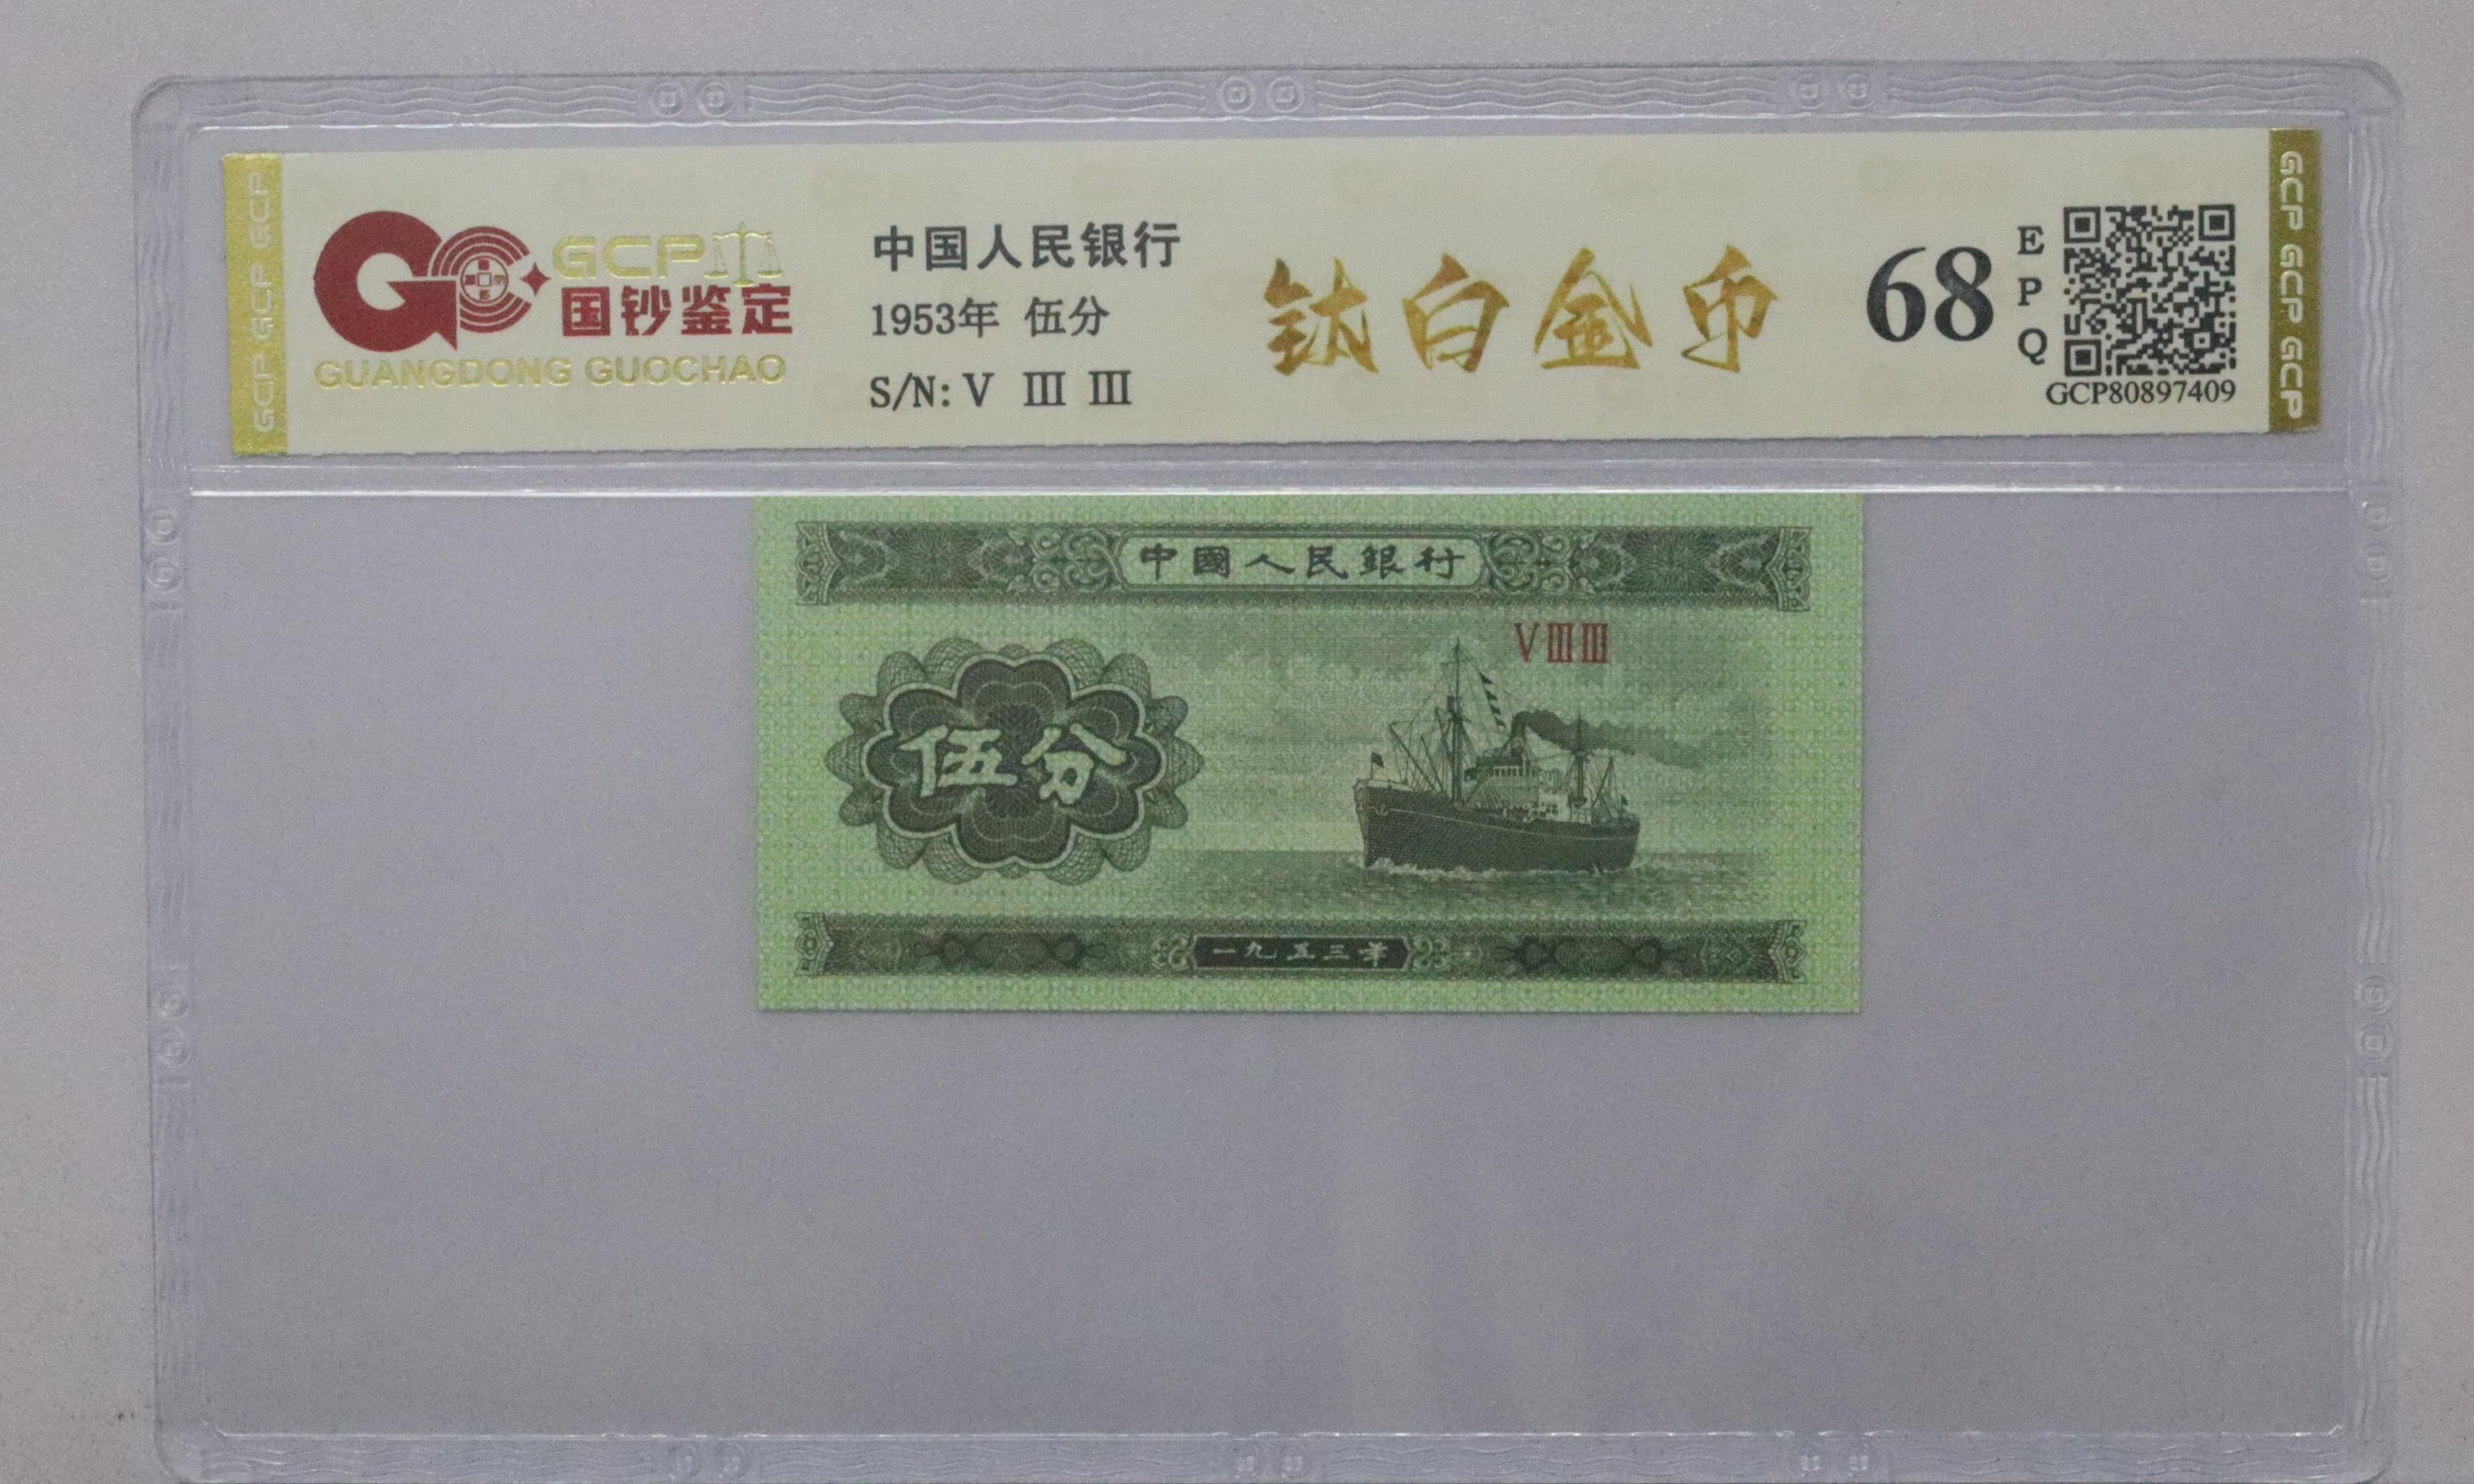 GCP
国钞鉴定
GUANGDONG GUOCHAO
中国人民银行
1953年 伍分
S/N: V Ⅲ Ⅲ
钛白金币
68
E
P
Q
GCP80897409
GCP GCP GCP
GCP GCP GCP
中國人民銀行
VⅢⅢ
伍分
一九五三年